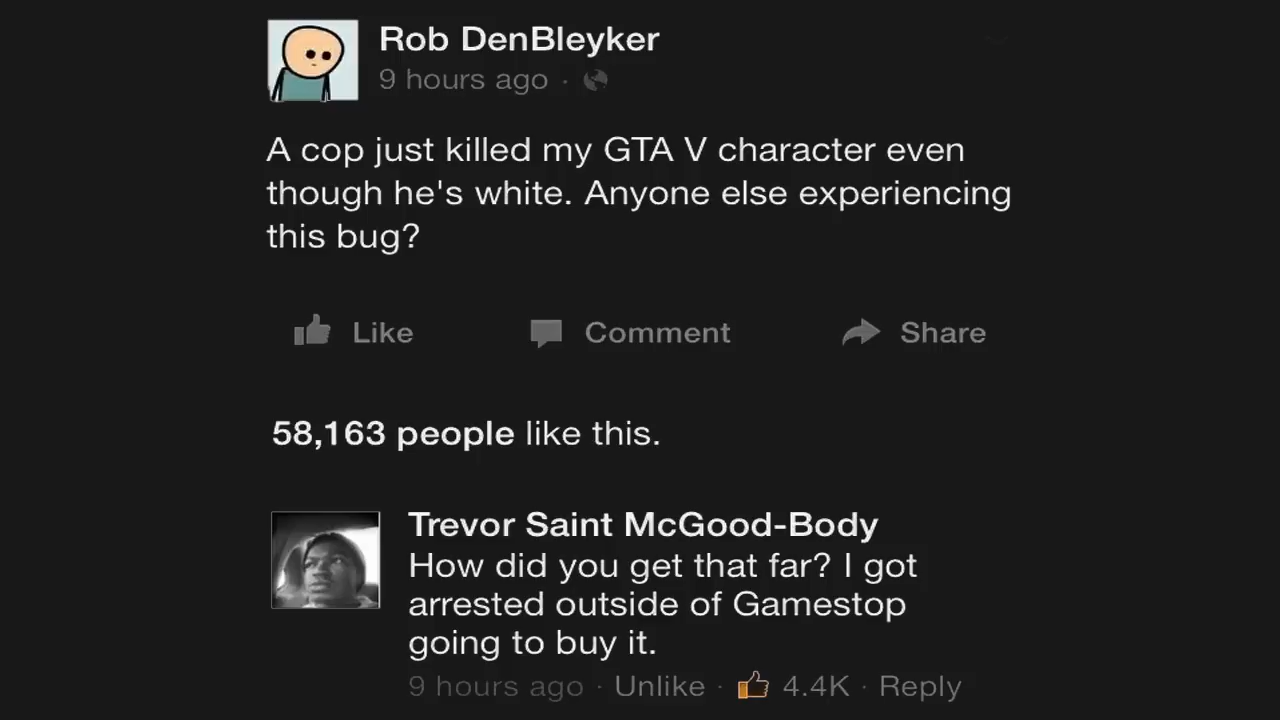 Rob DenBleyker
9 hours ago ·
A cop just killed my GTA V character even
though he's white. Anyone else experiencing
this bug?
Like Comment Share
58,163 people like this.
Trevor Saint McGood-Body
How did you get that far? I got
arrested outside of Gamestop
going to buy it.
9 hours ago · Unlike · 4.4K · Reply